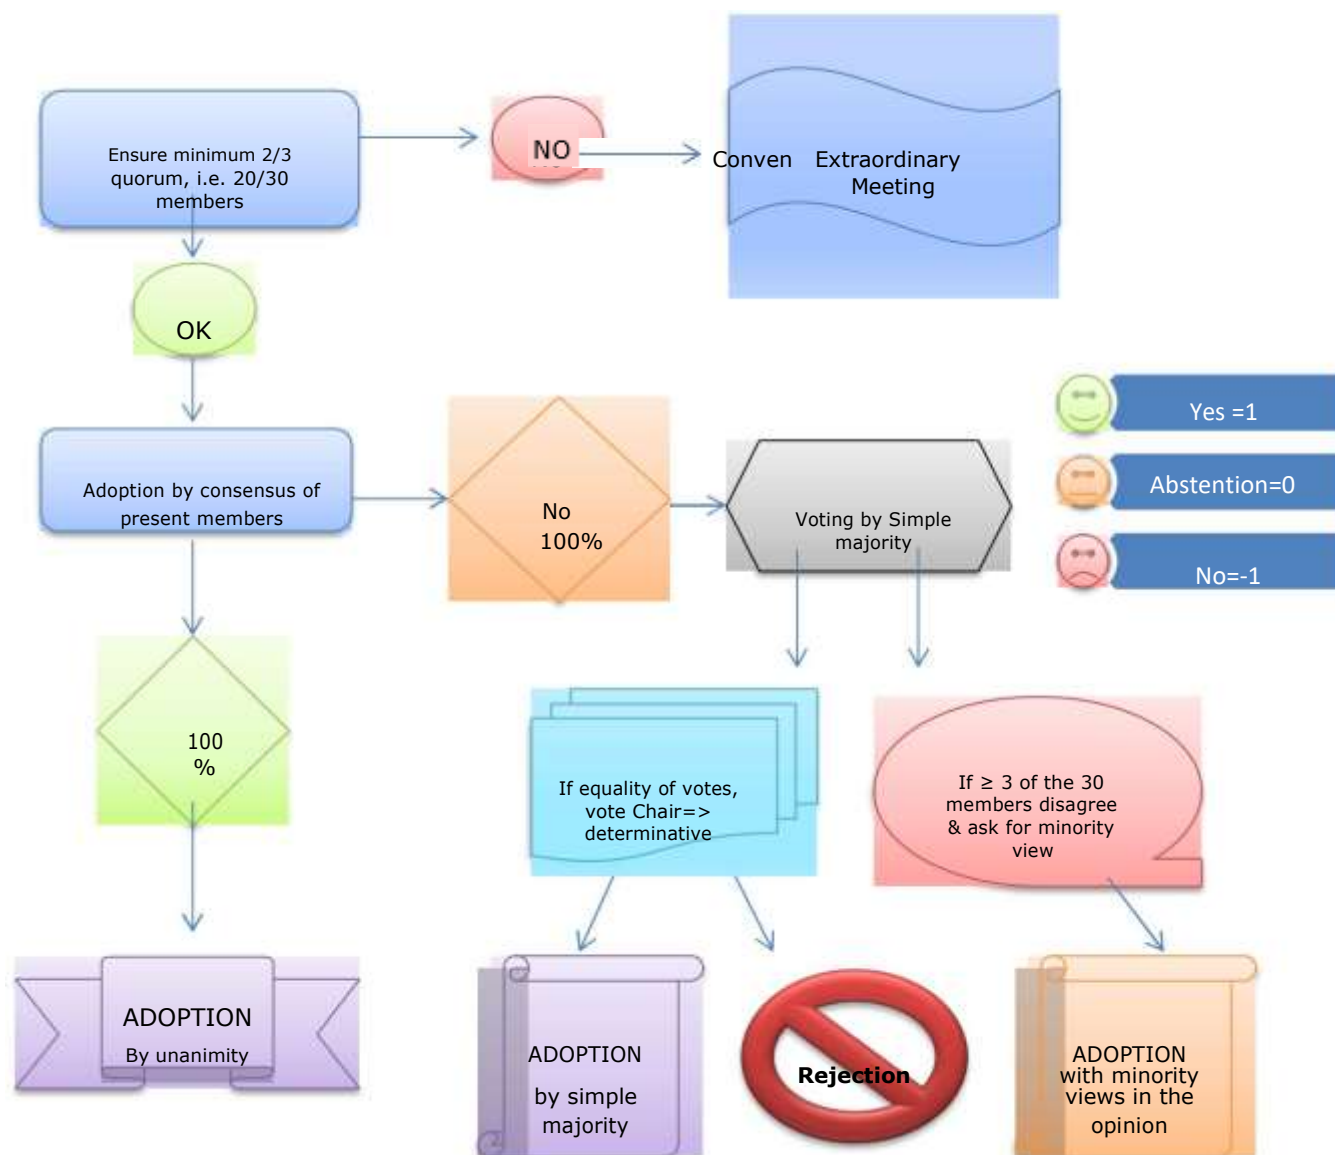 Ensure minimum 2/3
quorum, i.e. 20/30
members
NO
Conven Extraordinary
Meeting
OK
Adoption by consensus of
present members
No
100%
Voting by Simple
majority
Yes =1
Abstention=0
No=-1
100
%
If equality of votes,
vote Chair=>
determinative
If ≥ 3 of the 30
members disagree
& ask for minority
view
ADOPTION
By unanimity
ADOPTION
by simple
majority
Rejection
ADOPTION
with minority
views in the
opinion